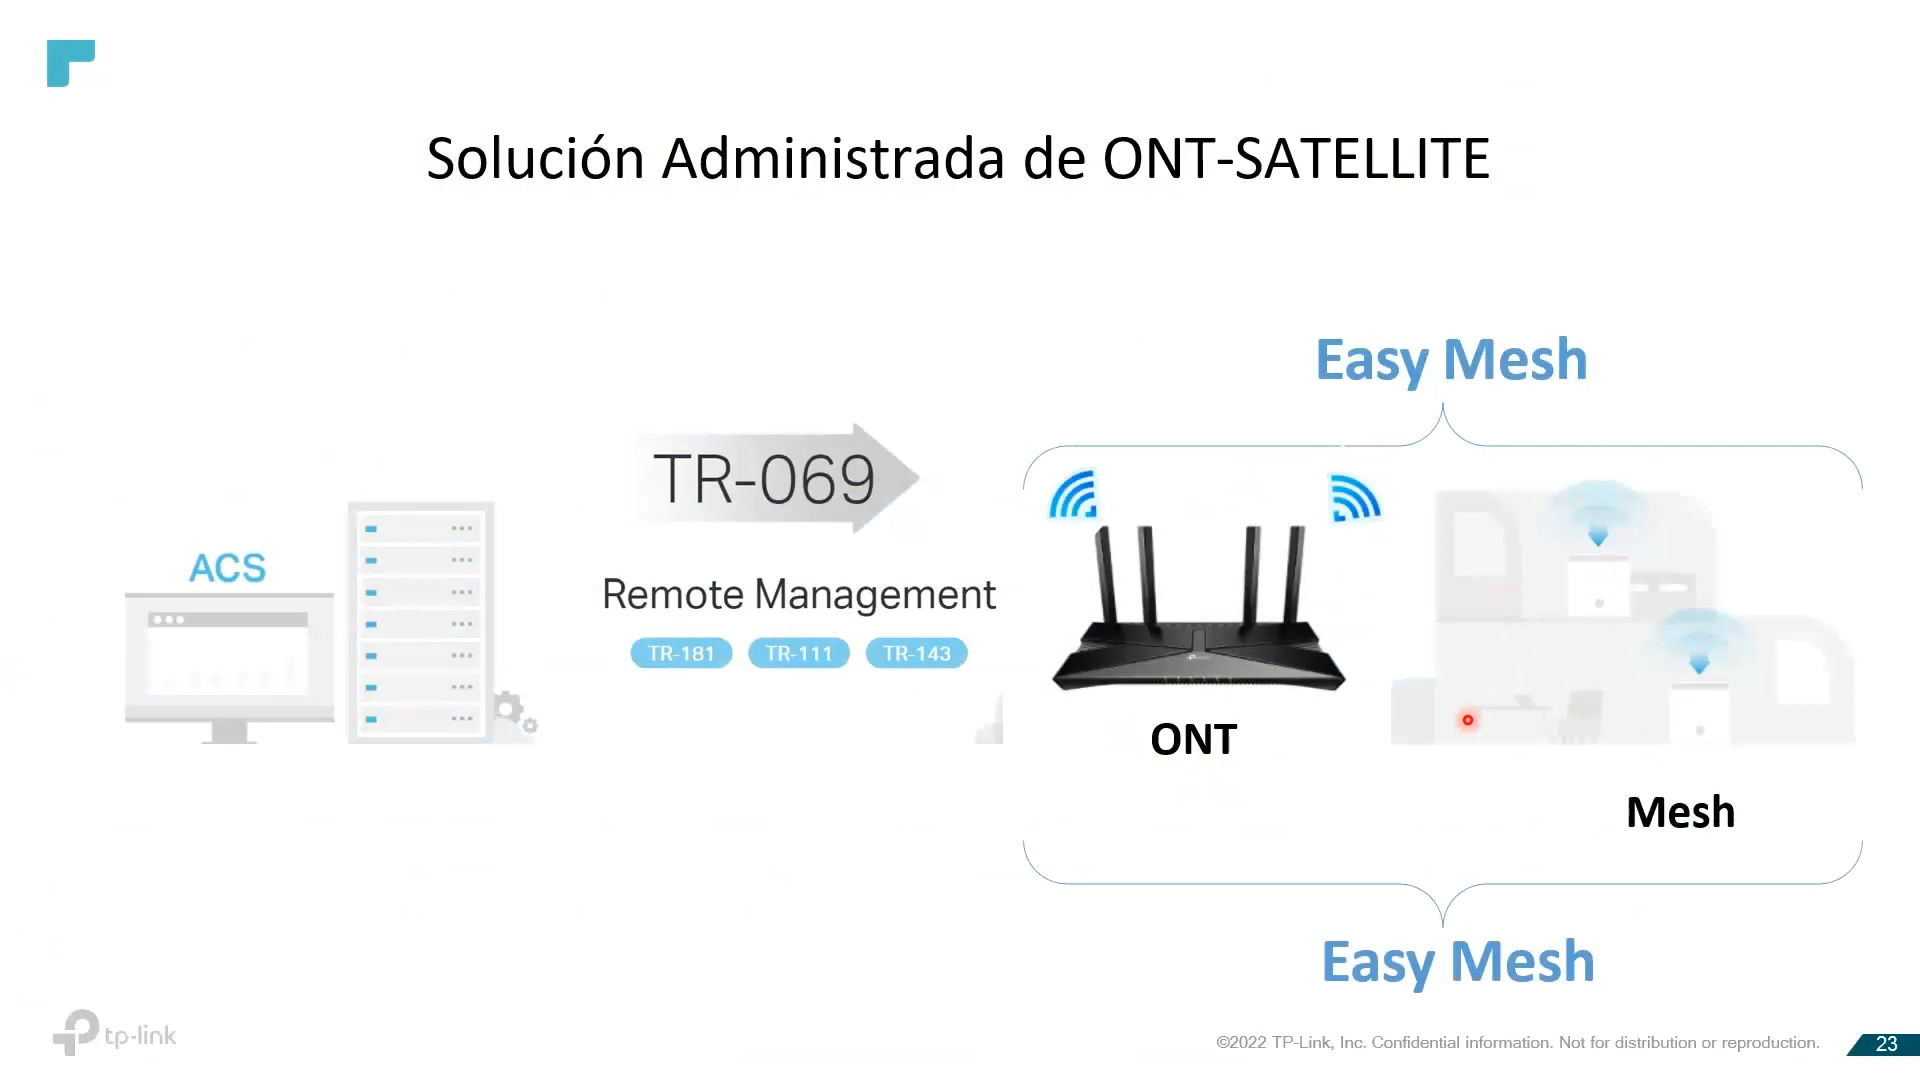 Solución Administrada de ONT-SATELLITE
Easy Mesh
TR-069
ACS
Remote Management
TR-181 TR-111 TR-143
ONT
Mesh
Easy Mesh
tp-link
©2022 TP-Link, Inc. Confidential information. Not for distribution or reproduction.
23